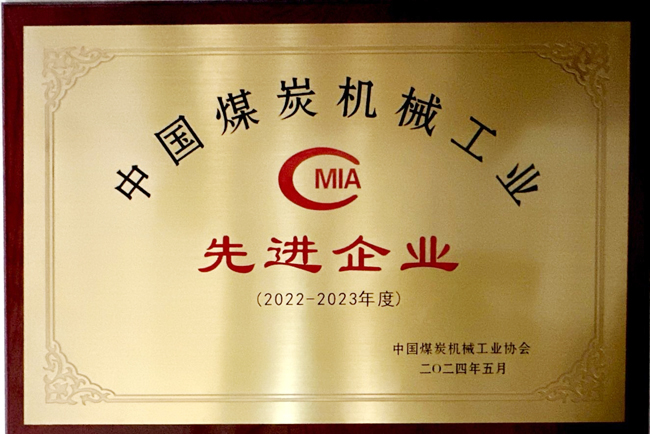 中国煤炭机械工业
CMIA
先进企业
(2022-2023年度)
中国煤炭机械工业协会
二〇二四年五月